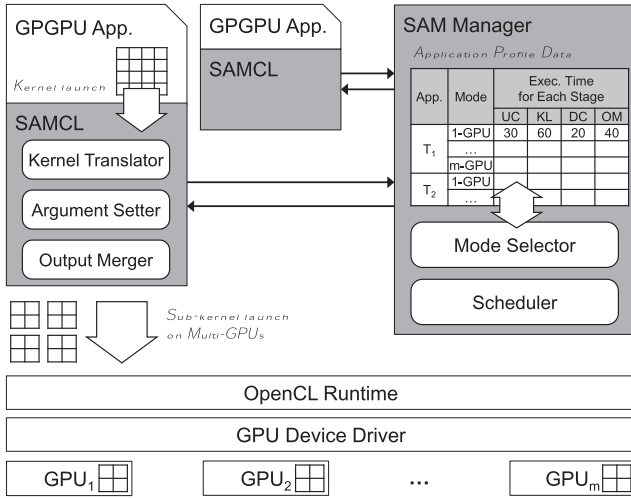 GPGPU App.
Kernel launch
SAMCL
Kernel Translator
Argument Setter
Output Merger
GPGPU App.
SAMCL
SAM Manager
Application Profile Data
App. Mode Exec. Time
for Each Stage
UC KL DC OM
T1 1-GPU 30 60 20 40
...
m-GPU
T2 1-GPU
...
Mode Selector
Scheduler
Sub-kernel launch
on Multi-GPUs
OpenCL Runtime
GPU Device Driver
GPU1 GPU2 ... GPUm